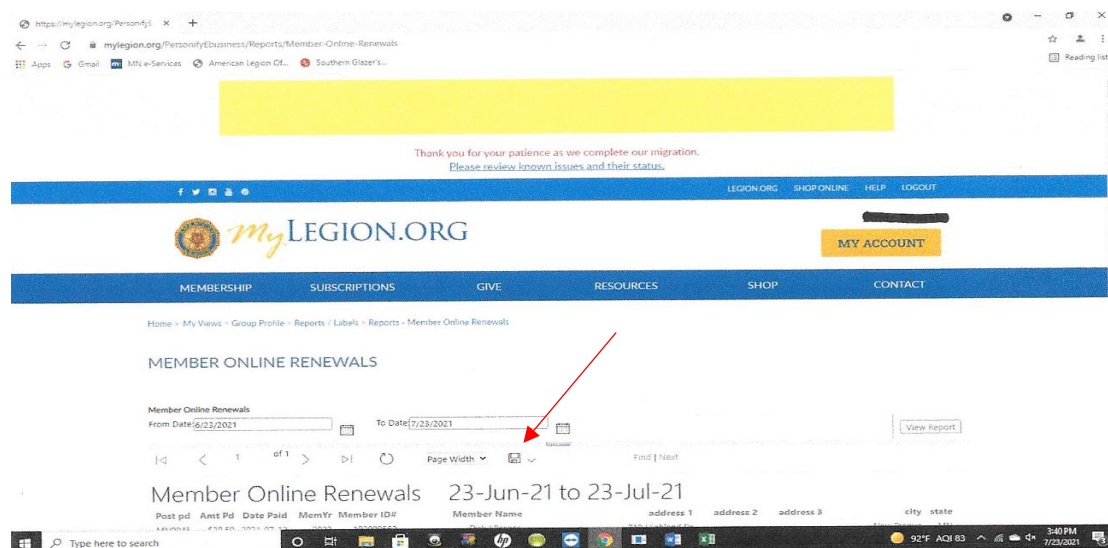 https://mylegion.org/PersonifyE
mylegion.org/PersonifyEbusiness/Reports/Member-Online-Renewals
Apps Gmail MN e-Services American Legion Of... Southern Glazer's... Reading list
Thank you for your patience as we complete our migration.
Please review known issues and their status.
LEGION.ORG SHOP ONLINE HELP LOGOUT
My LEGION.ORG
MY ACCOUNT
MEMBERSHIP SUBSCRIPTIONS GIVE RESOURCES SHOP CONTACT
Home > My Views > Group Profile > Reports / Labels > Reports - Member Online Renewals
MEMBER ONLINE RENEWALS
Member Online Renewals
From Date: 6/23/2021 To Date: 7/23/2021 View Report
1 of 1 Page Width Find | Next
Member Online Renewals 23-Jun-21 to 23-Jul-21
Post pd Amt Pd Date Paid MemYr Member ID# Member Name address 1 address 2 address 3 city state
Type here to search 92°F AQI 83 3:40 PM
7/23/2021